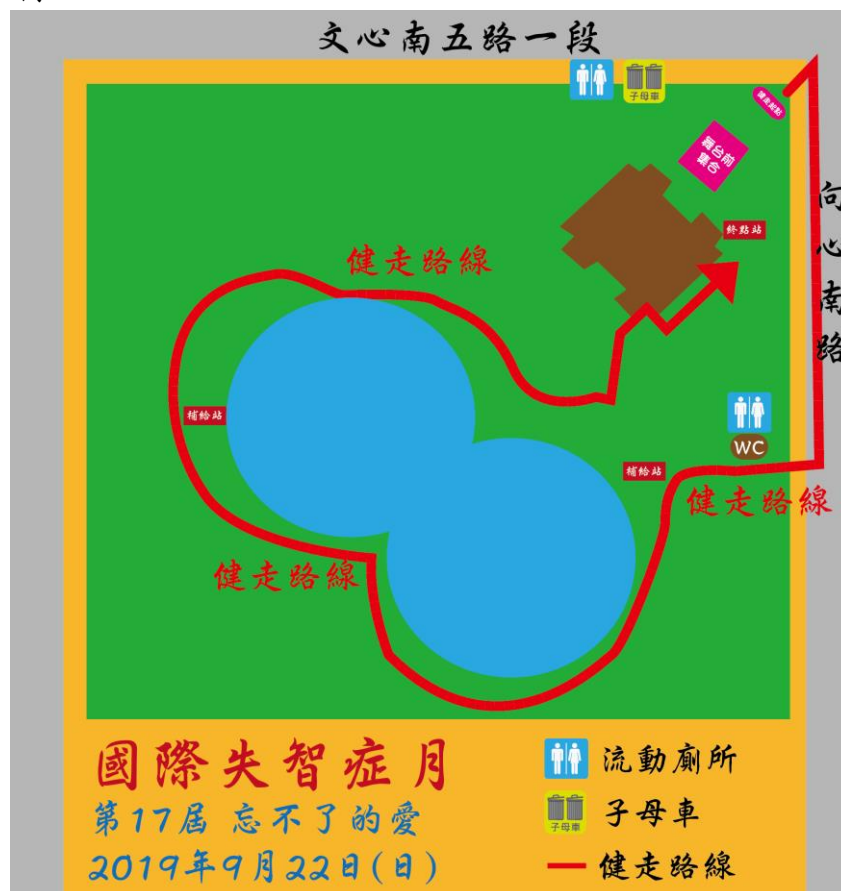 文心南五路一段
子母車
健走起點
舞台前
集合
向心南路
終點站
健走路線
補給站
WC
補給站
健走路線
健走路線
國際失智症月
第17屆 忘不了的愛
2019年9月22日(日)
流動廁所
子母車
子母車
健走路線